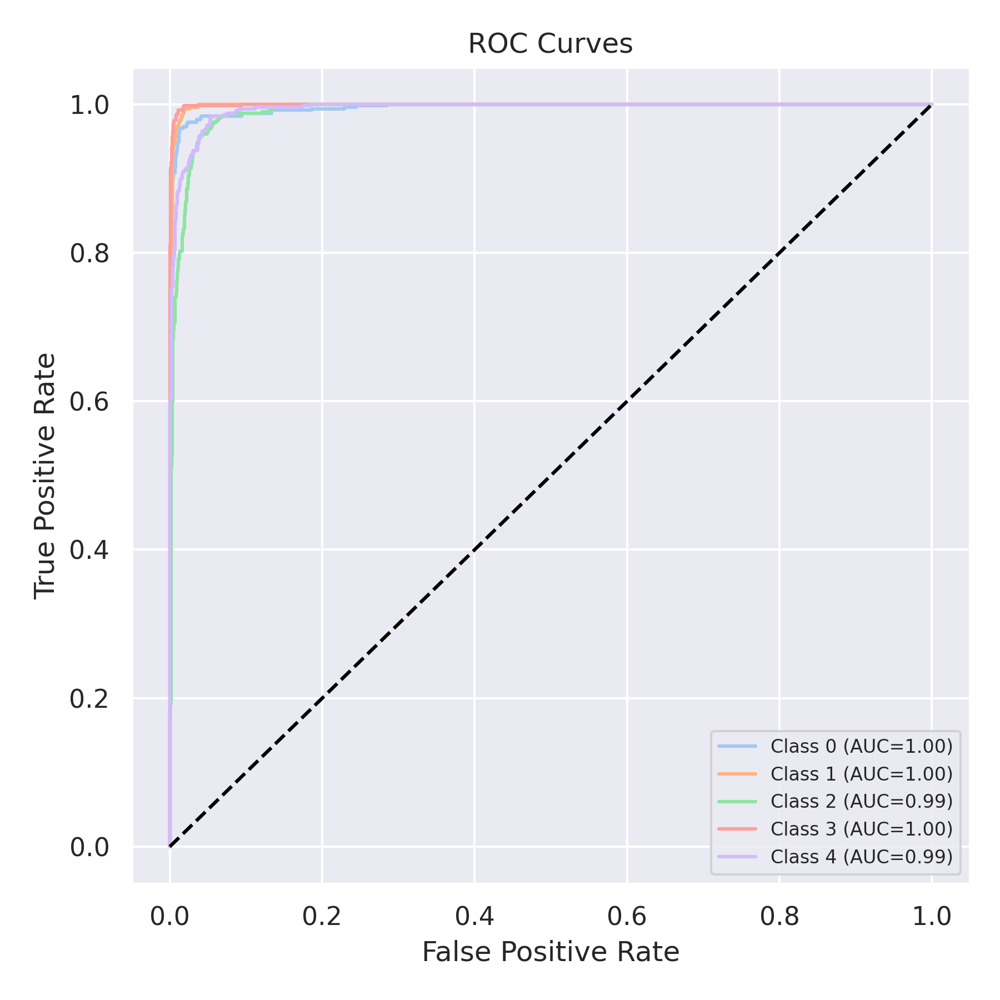 ROC Curves
True Positive Rate
1.0
0.8
0.6
0.4
0.2
0.0
Class 0 (AUC=1.00)
Class 1 (AUC=1.00)
Class 2 (AUC=0.99)
Class 3 (AUC=1.00)
Class 4 (AUC=0.99)
0.0 0.2 0.4 0.6 0.8 1.0
False Positive Rate